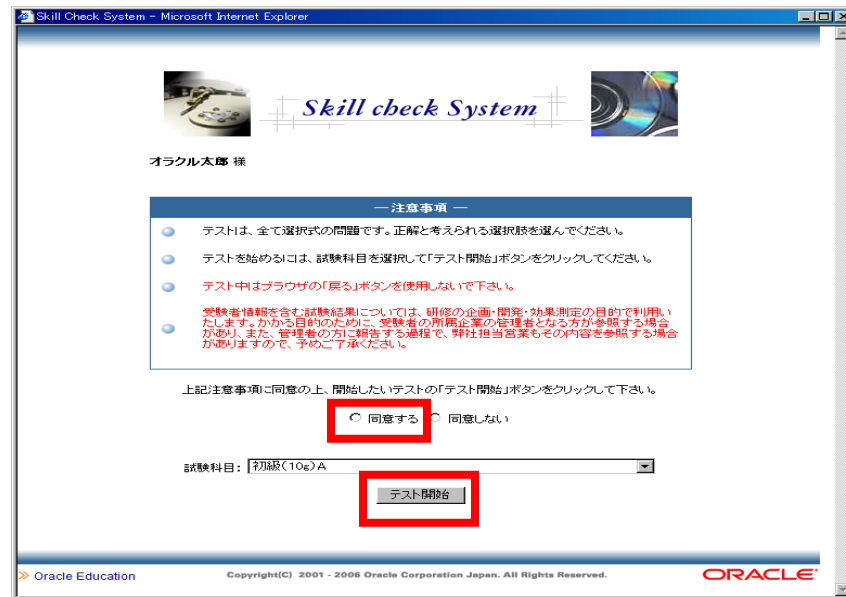 Skill Check System - Microsoft Internet Explorer
Skill check System
オラクル太郎 様
― 注意事項 ―
テストは、全て選択式の問題です。正解と考えられる選択肢を選んでください。
テストを始めるには、試験科目を選択して「テスト開始」ボタンをクリックしてください。
テスト中はブラウザの「戻る」ボタンを使用しないで下さい。
受験者情報を含む試験結果については、研修の企画・開発・効果測定の目的で利用い
たします。かかる目的のために、受験者の所属企業の管理者となる方が参照する場合
があり、また、管理者の方に報告する過程で、弊社担当営業もその内容を参照する場合
がありますので、予めご了承ください。
上記注意事項に同意の上、開始したいテストの「テスト開始」ボタンをクリックして下さい。
同意する 同意しない
試験科目: 初級(10g)A
テスト開始
Oracle Education Copyright(C) 2001 - 2006 Oracle Corporation Japan. All Rights Reserved. ORACLE